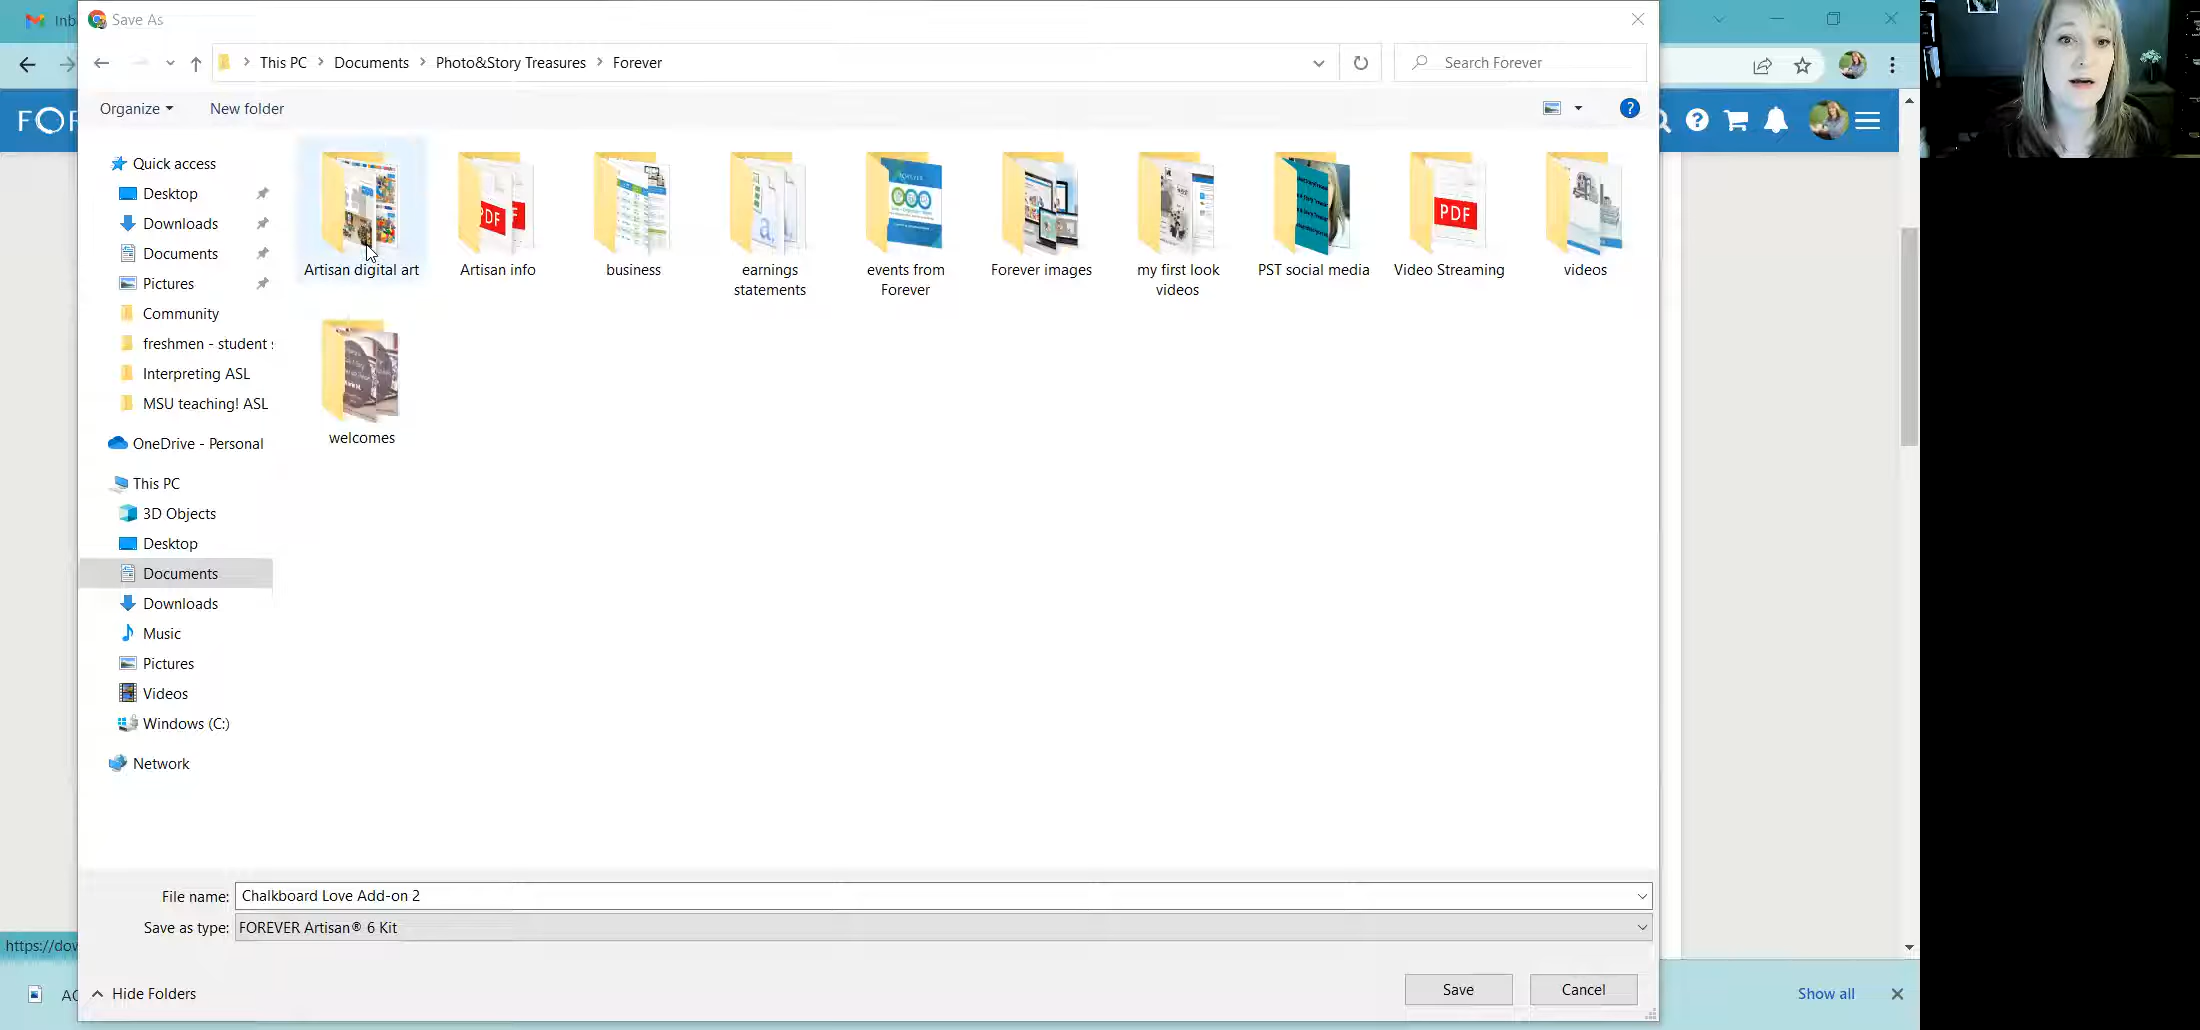 Inb
Save As
This PC > Documents > Photo&Story Treasures > Forever
Search Forever
Organize
New folder
?
FO
Quick access
Desktop
Downloads
Documents
Pictures
Community
freshmen - student
Interpreting ASL
MSU teaching! ASL
OneDrive - Personal
This PC
3D Objects
Desktop
Documents
Downloads
Music
Pictures
Videos
Windows (C:)
Network
Artisan digital art
PDF
Artisan info
business
earnings
statements
events from
Forever
Forever images
my first look
videos
PST social media
PDF
Video Streaming
videos
welcomes
File name: Chalkboard Love Add-on 2
Save as type: FOREVER Artisan® 6 Kit
https://dow
Hide Folders
Save
Cancel
Show all